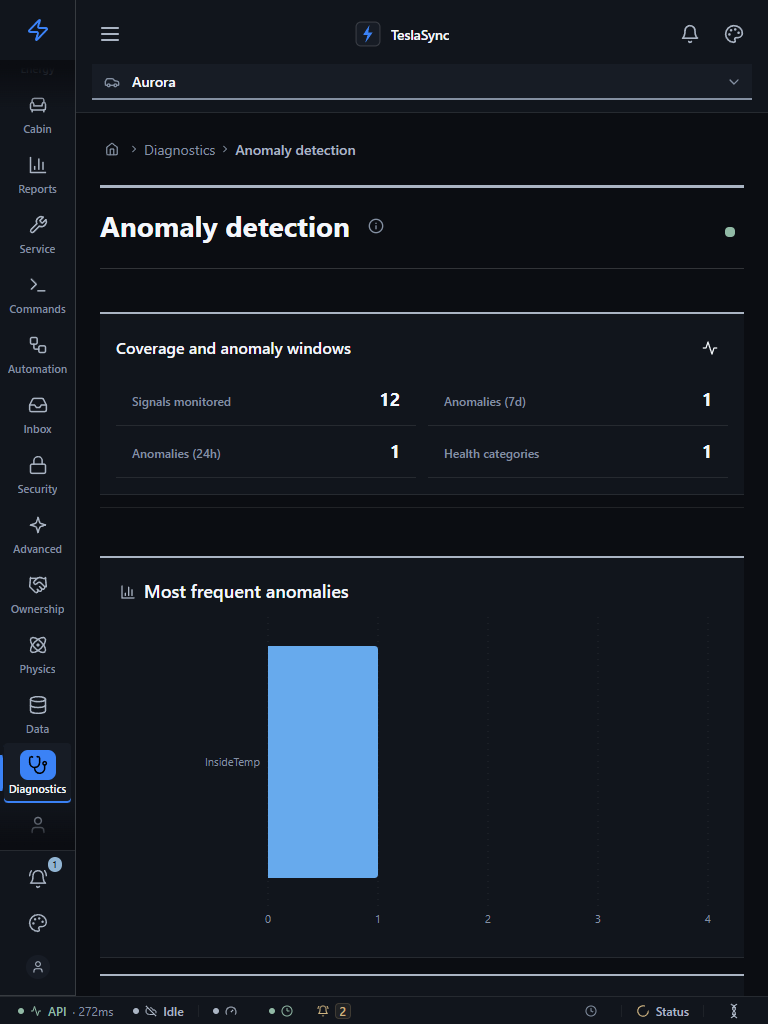 TeslaSync
Aurora
Energy
Cabin
Reports
Service
Commands
Automation
Inbox
Security
Advanced
Ownership
Physics
Data
Diagnostics
1
Diagnostics
Anomaly detection
Anomaly detection
Coverage and anomaly windows
Signals monitored 12
Anomalies (7d) 1
Anomalies (24h) 1
Health categories 1
Most frequent anomalies
InsideTemp
0 1 2 3 4
API · 272ms Idle 2 Status